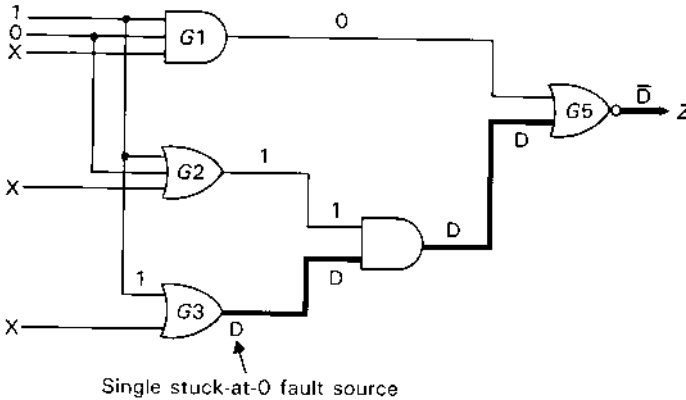 1
0
X
G1
0
G5
D̅
Z
D
G2
1
X
1
D
D
1
G3
X
D
Single stuck-at-0 fault source